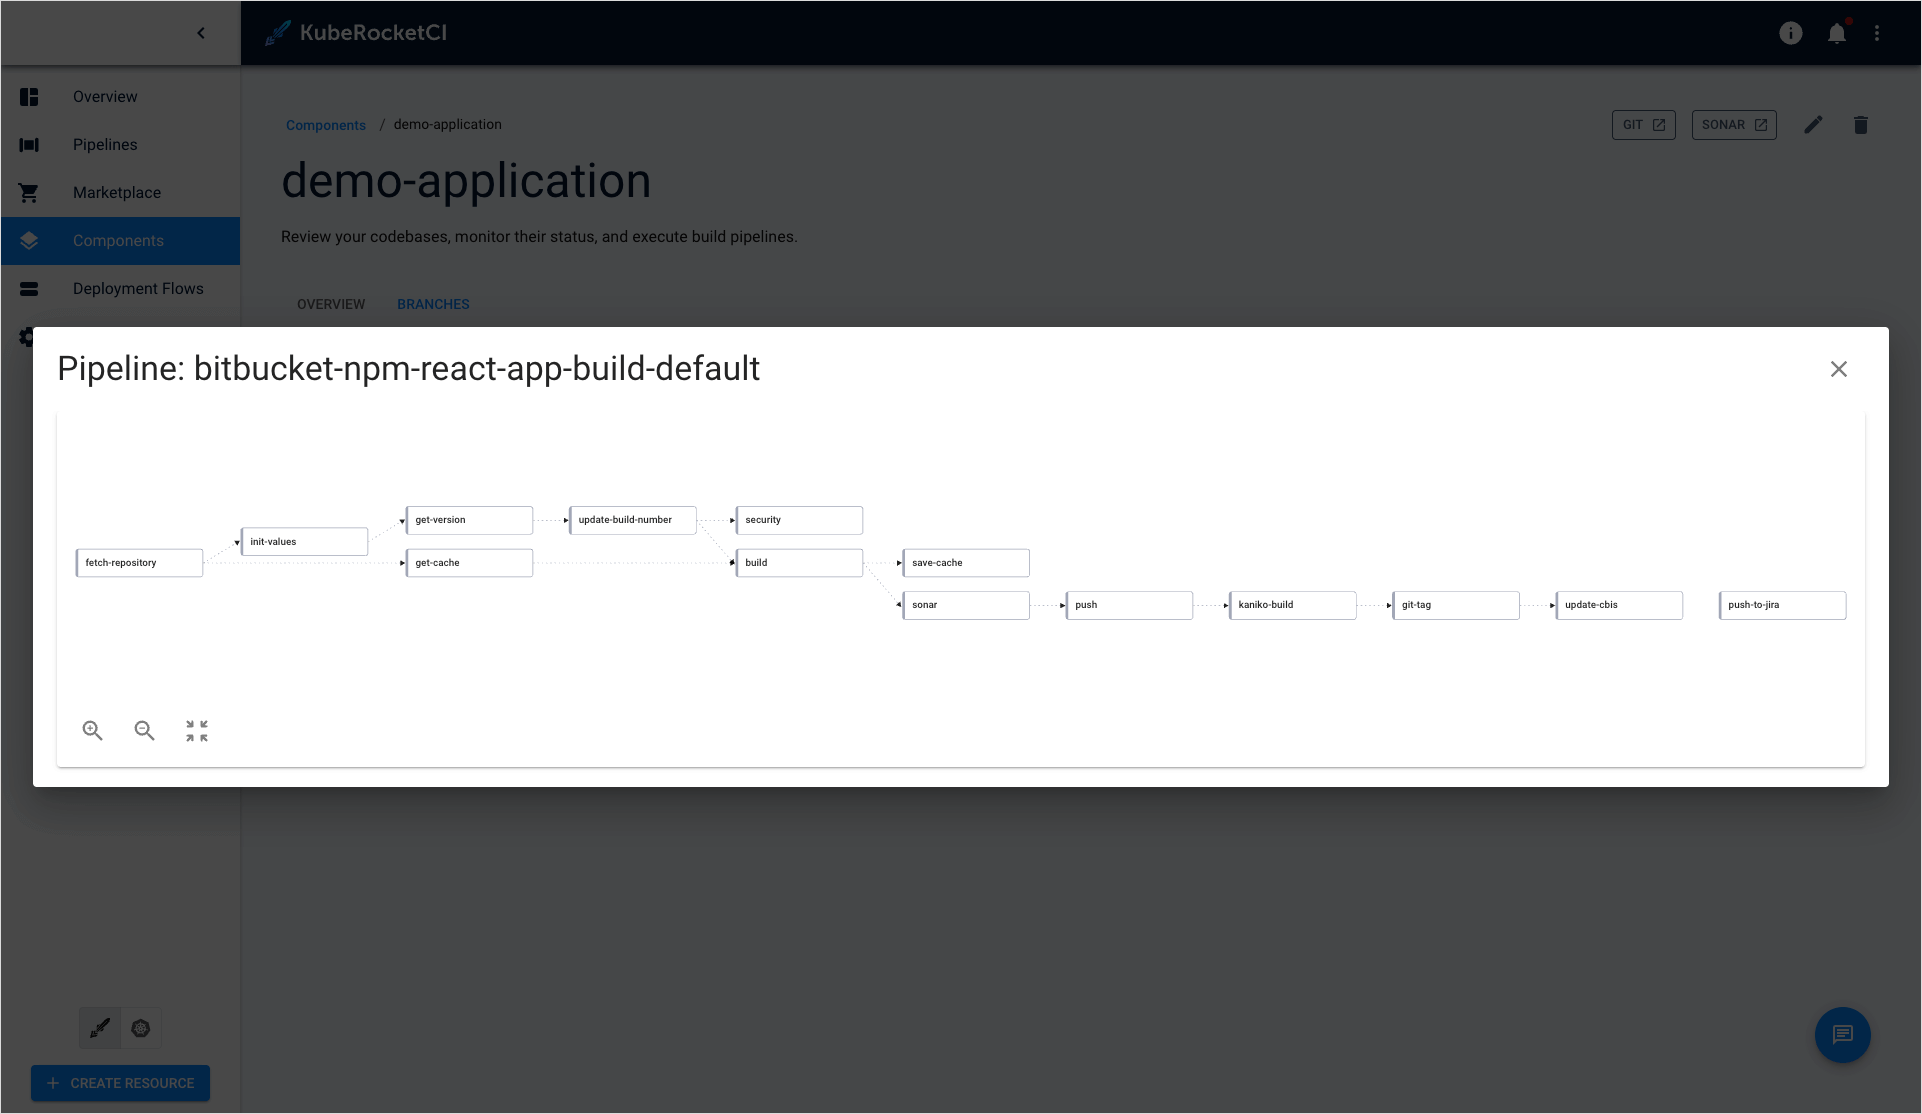 KubeRocketCI
Overview
Pipelines
Marketplace
Components
Deployment Flows
Components / demo-application
GIT
SONAR
demo-application
Review your codebases, monitor their status, and execute build pipelines.
OVERVIEW
BRANCHES
Pipeline: bitbucket-npm-react-app-build-default
fetch-repository
init-values
get-version
get-cache
update-build-number
security
build
save-cache
sonar
push
kaniko-build
git-tag
update-cbis
push-to-jira
CREATE RESOURCE